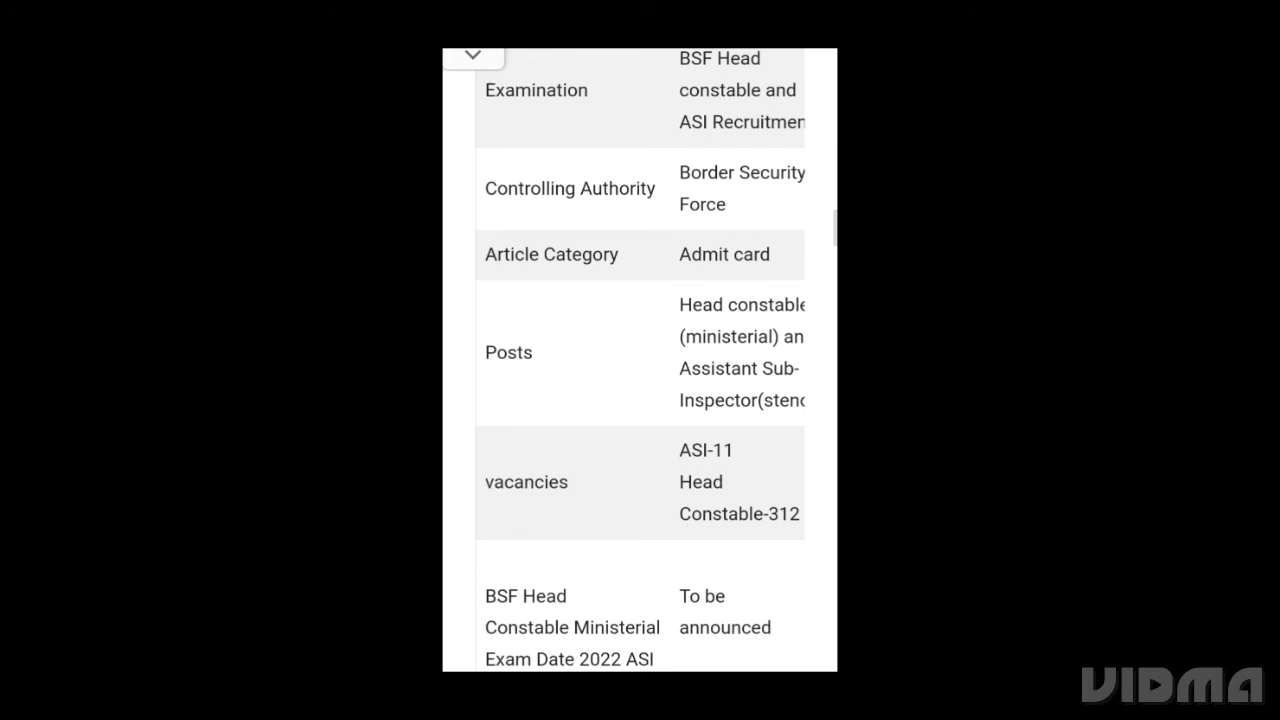 BSF Head
Examination constable and
ASI Recruitmen
Controlling Authority Border Security
Force
Article Category Admit card
Head constable
(ministerial) an
Posts Assistant Sub-
Inspector(steno
ASI-11
vacancies Head
Constable-312
BSF Head To be
Constable Ministerial announced
Exam Date 2022 ASI
VIDMA